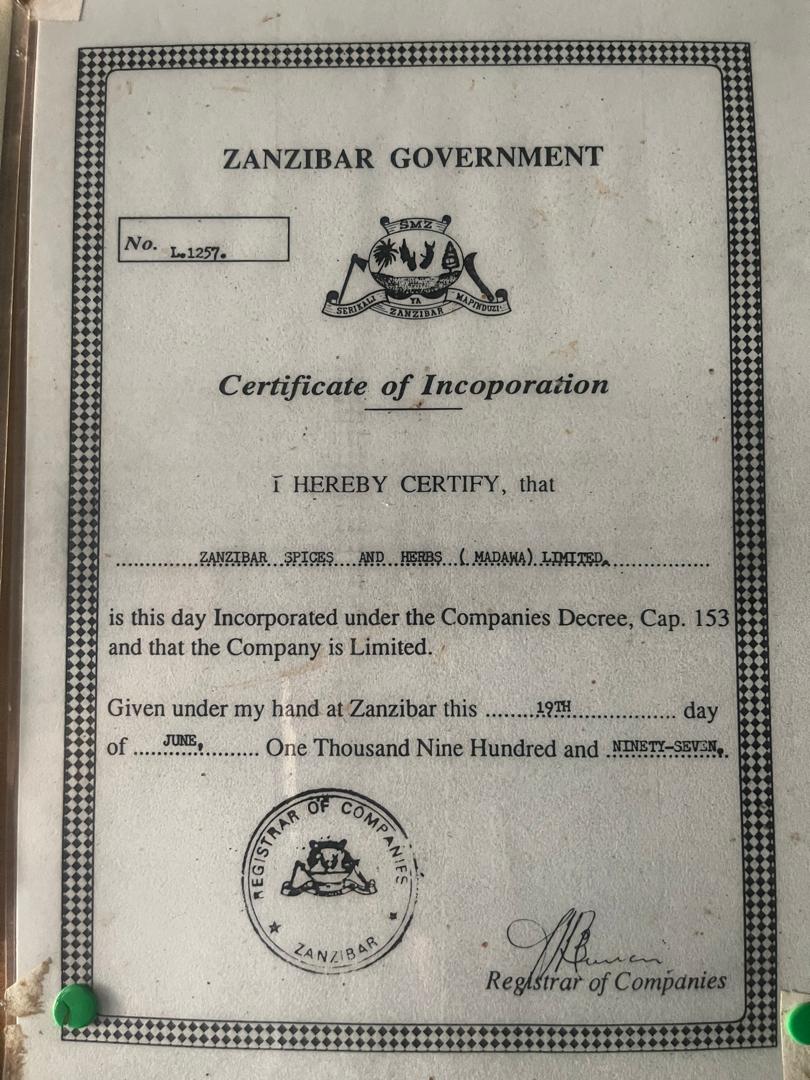 ZANZIBAR GOVERNMENT
No. L.1257.
SMZ
SERIKALI YA MAPINDUZI
ZANZIBAR
Certificate of Incoporation
I HEREBY CERTIFY, that
ZANZIBAR SPICES AND HERBS ( MADAWA) LIMITED.
is this day Incorporated under the Companies Decree, Cap. 153
and that the Company is Limited.
Given under my hand at Zanzibar this ........19TH................. day
of .....JUNE,.......... One Thousand Nine Hundred and .NINETY-SEVEN,.
REGISTRAR OF COMPANIES
ZANZIBAR
Registrar of Companies